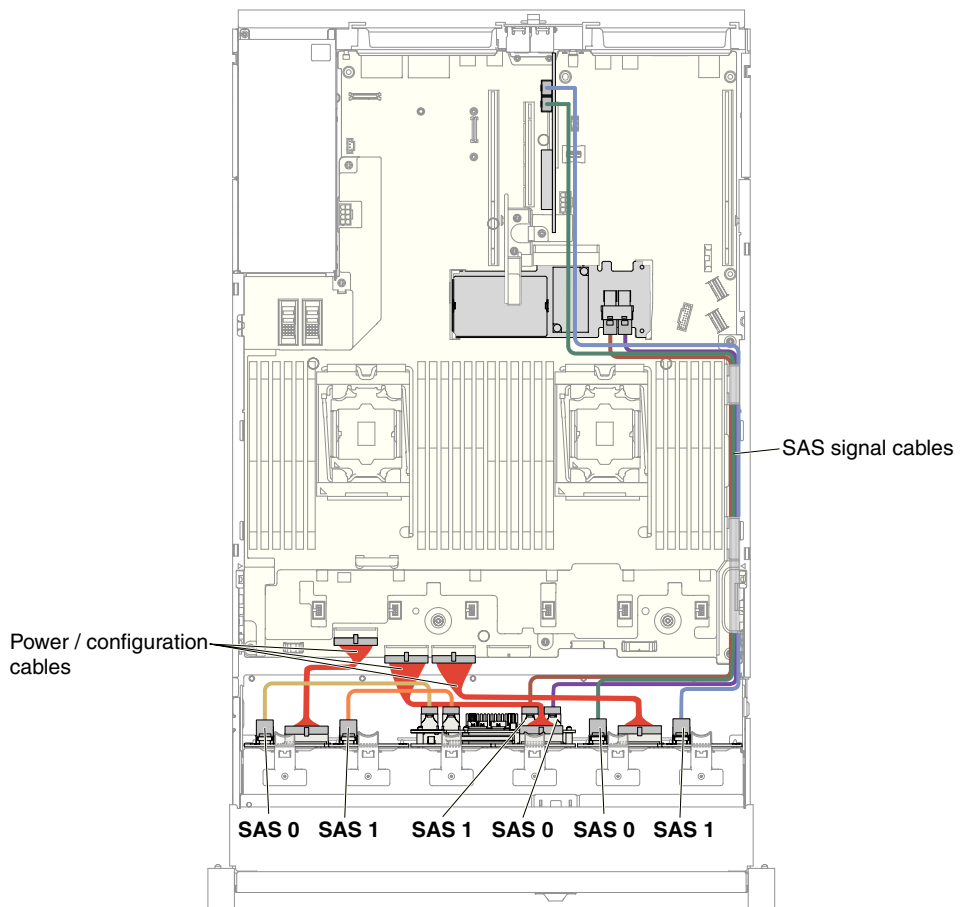 SAS signal cables
Power / configuration
cables
SAS 0 SAS 1 SAS 1 SAS 0 SAS 0 SAS 1